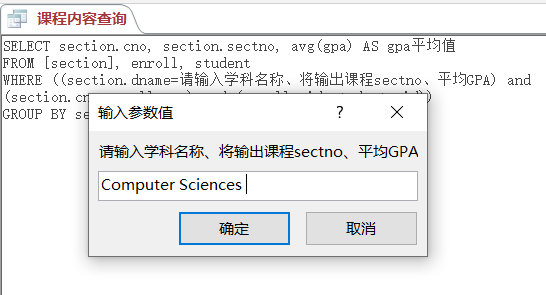 课程内容查询
SELECT section.cno, section.sectno, avg(gpa) AS gpa平均值
FROM [section], enroll, student
WHERE ((section.dname=请输入学科名称、将输出课程sectno、平均GPA) and
(section.cn
GROUP BY se
输入参数值
? ×
请输入学科名称、将输出课程sectno、平均GPA
Computer Sciences
确定 取消